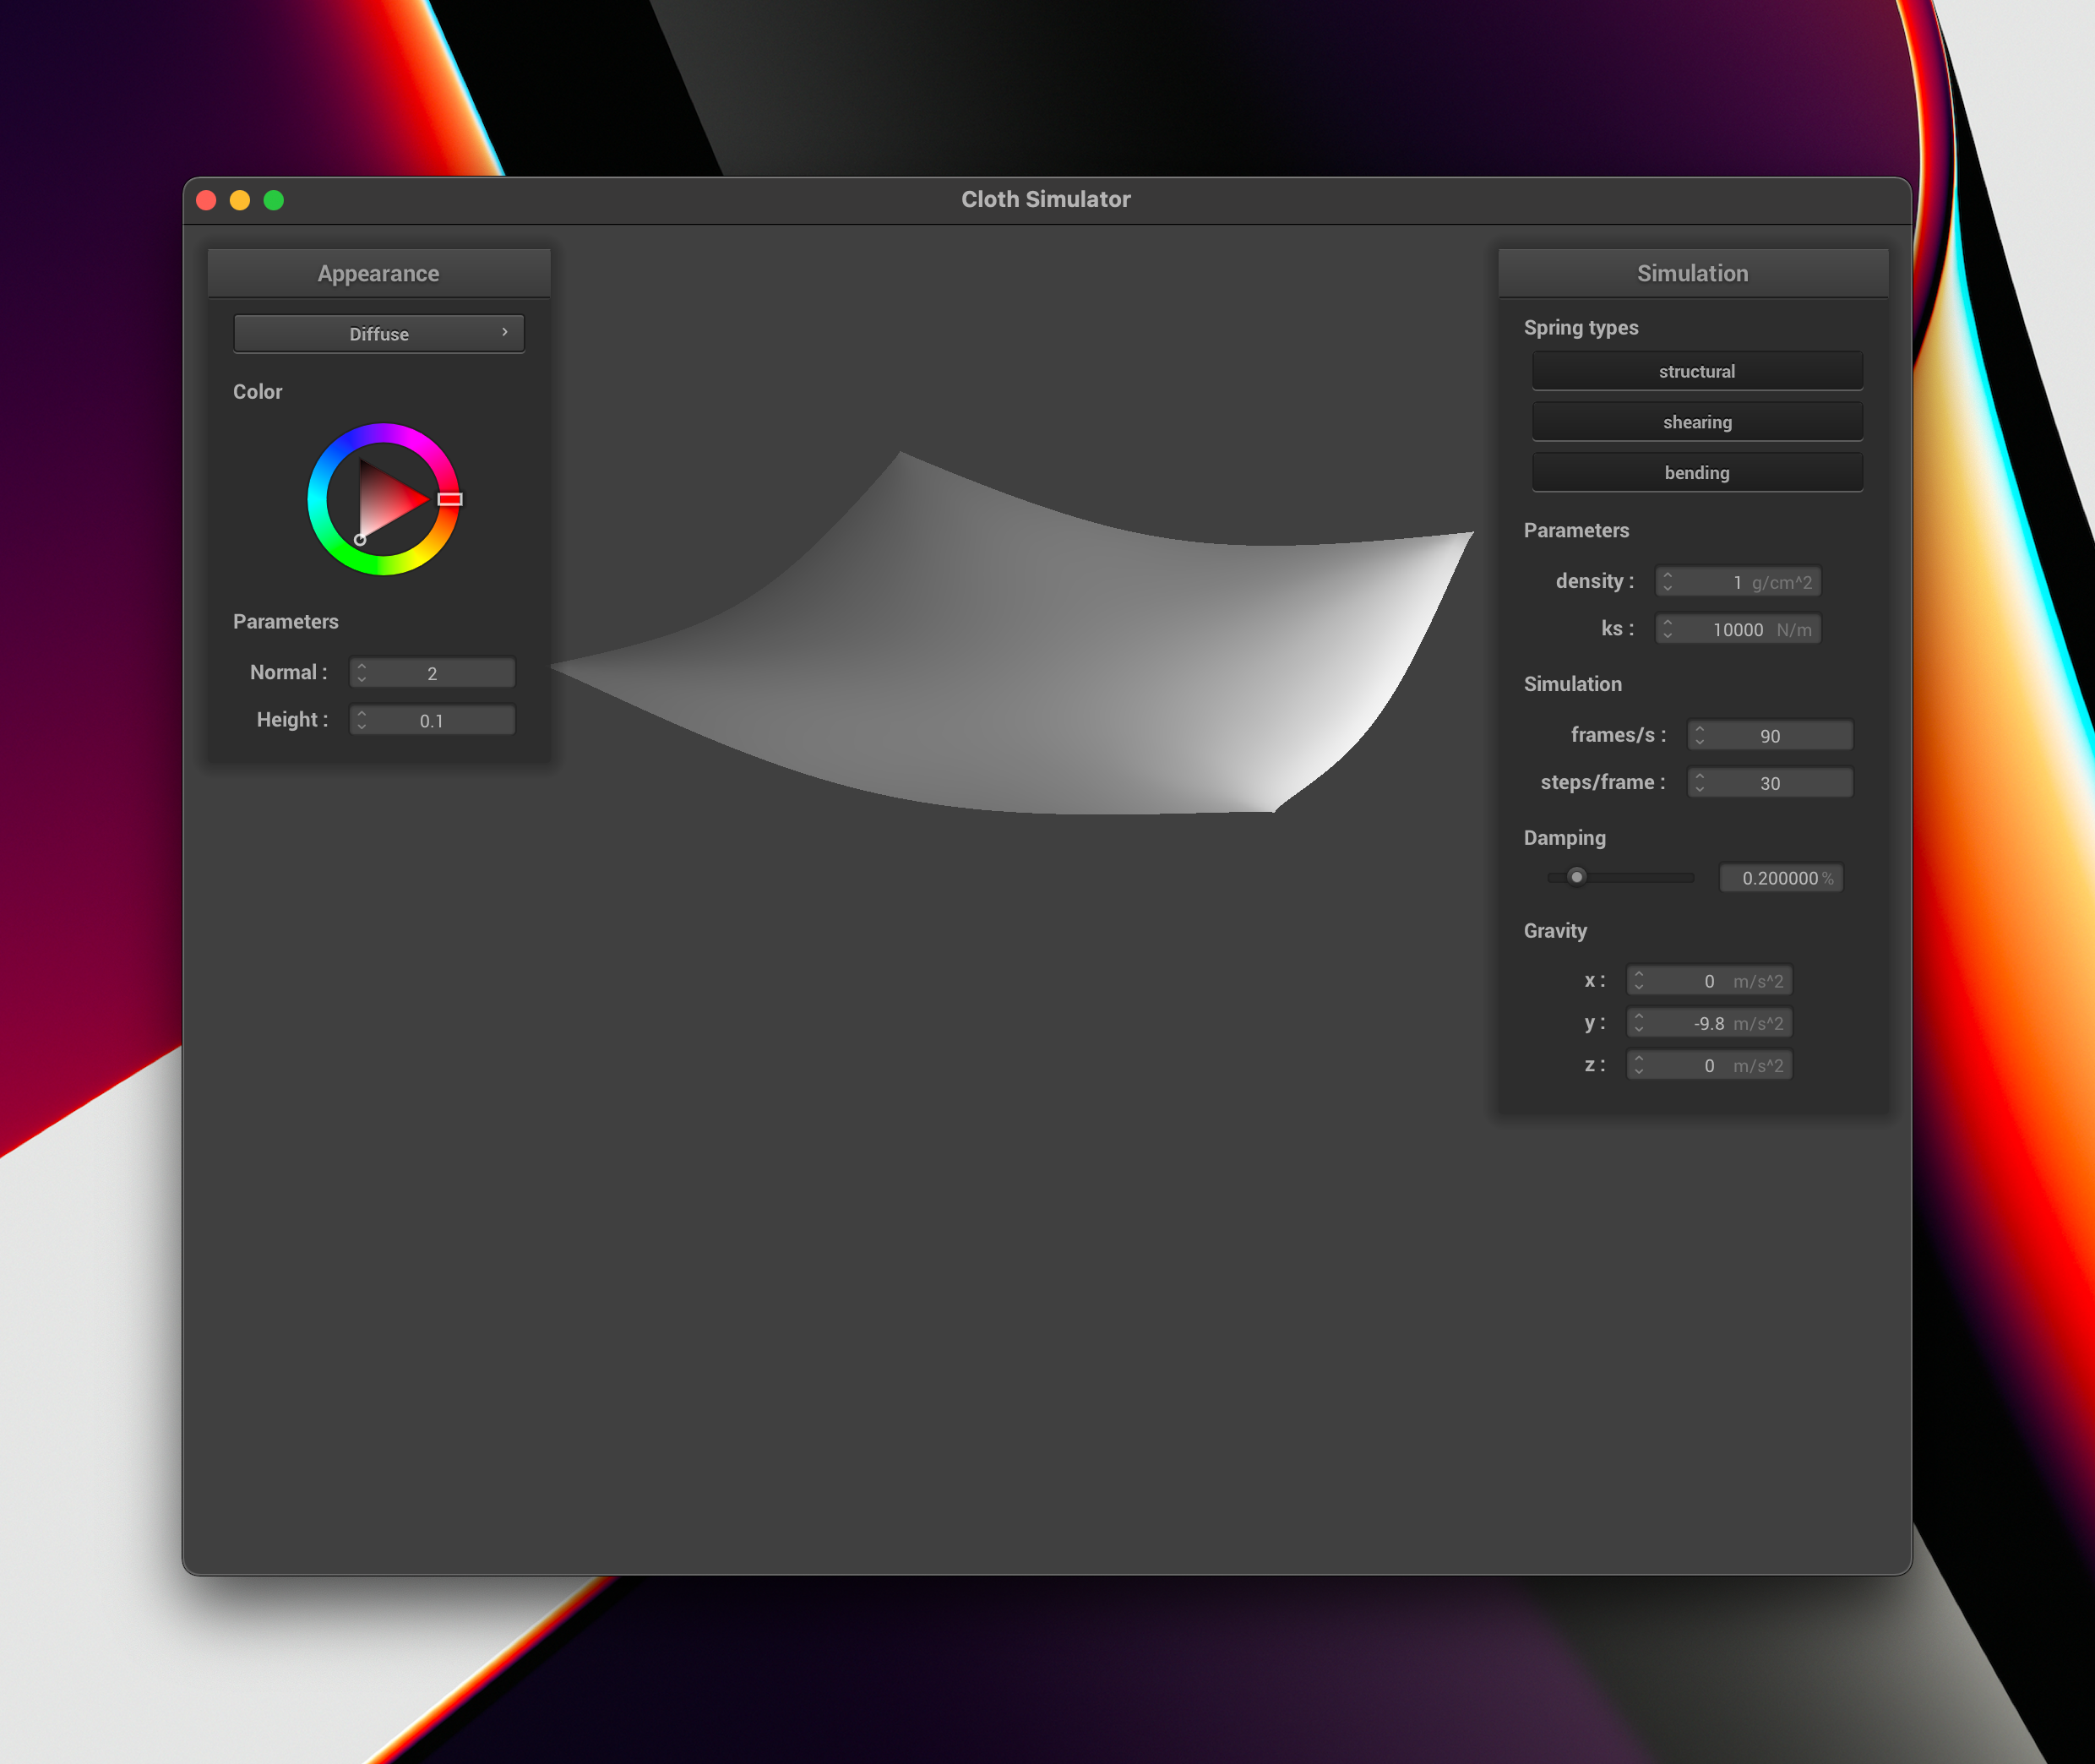 Cloth Simulator
Appearance
Diffuse
Color
Parameters
Normal : 2
Height : 0.1
Simulation
Spring types
structural
shearing
bending
Parameters
density : 1 g/cm^2
ks : 10000 N/m
Simulation
frames/s : 90
steps/frame : 30
Damping
0.200000 %
Gravity
x : 0 m/s^2
y : -9.8 m/s^2
z : 0 m/s^2